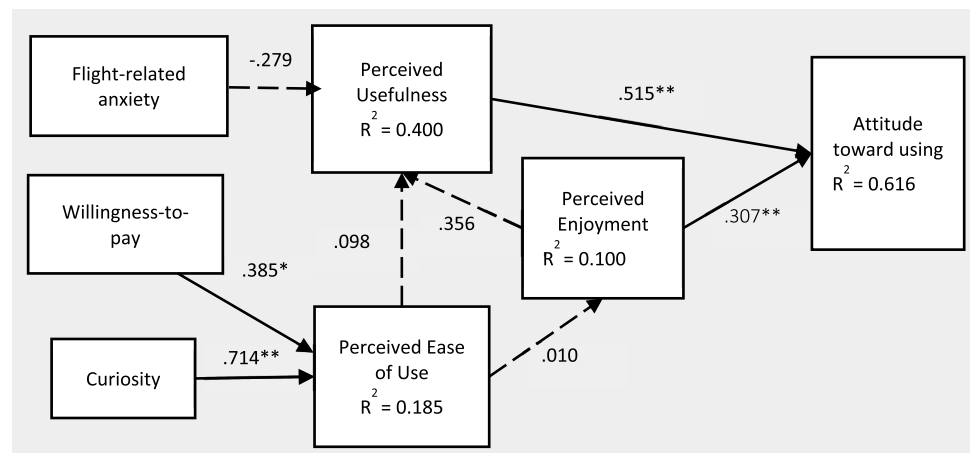 Flight-related
anxiety
-.279
Perceived
Usefulness
R² = 0.400
.515**
Attitude
toward using
R² = 0.616
Willingness-to-
pay
.385*
.098
.356
Perceived
Enjoyment
R² = 0.100
.307**
Curiosity
.714**
Perceived Ease
of Use
R² = 0.185
.010